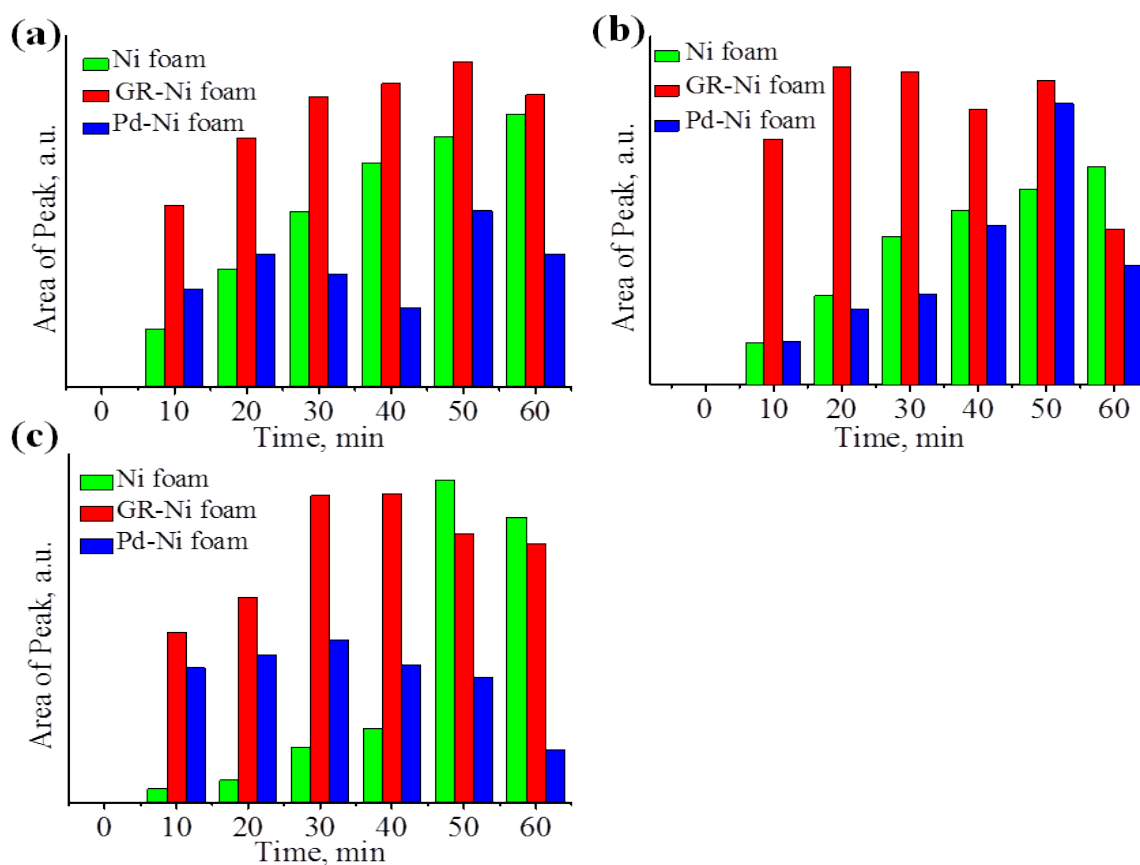 (a)
Ni foam
GR-Ni foam
Pd-Ni foam
Area of Peak, a.u.
0 10 20 30 40 50 60
Time, min
(b)
Ni foam
GR-Ni foam
Pd-Ni foam
Area of Peak, a.u.
0 10 20 30 40 50 60
Time, min
(c)
Ni foam
GR-Ni foam
Pd-Ni foam
Area of Peak, a.u.
0 10 20 30 40 50 60
Time, min